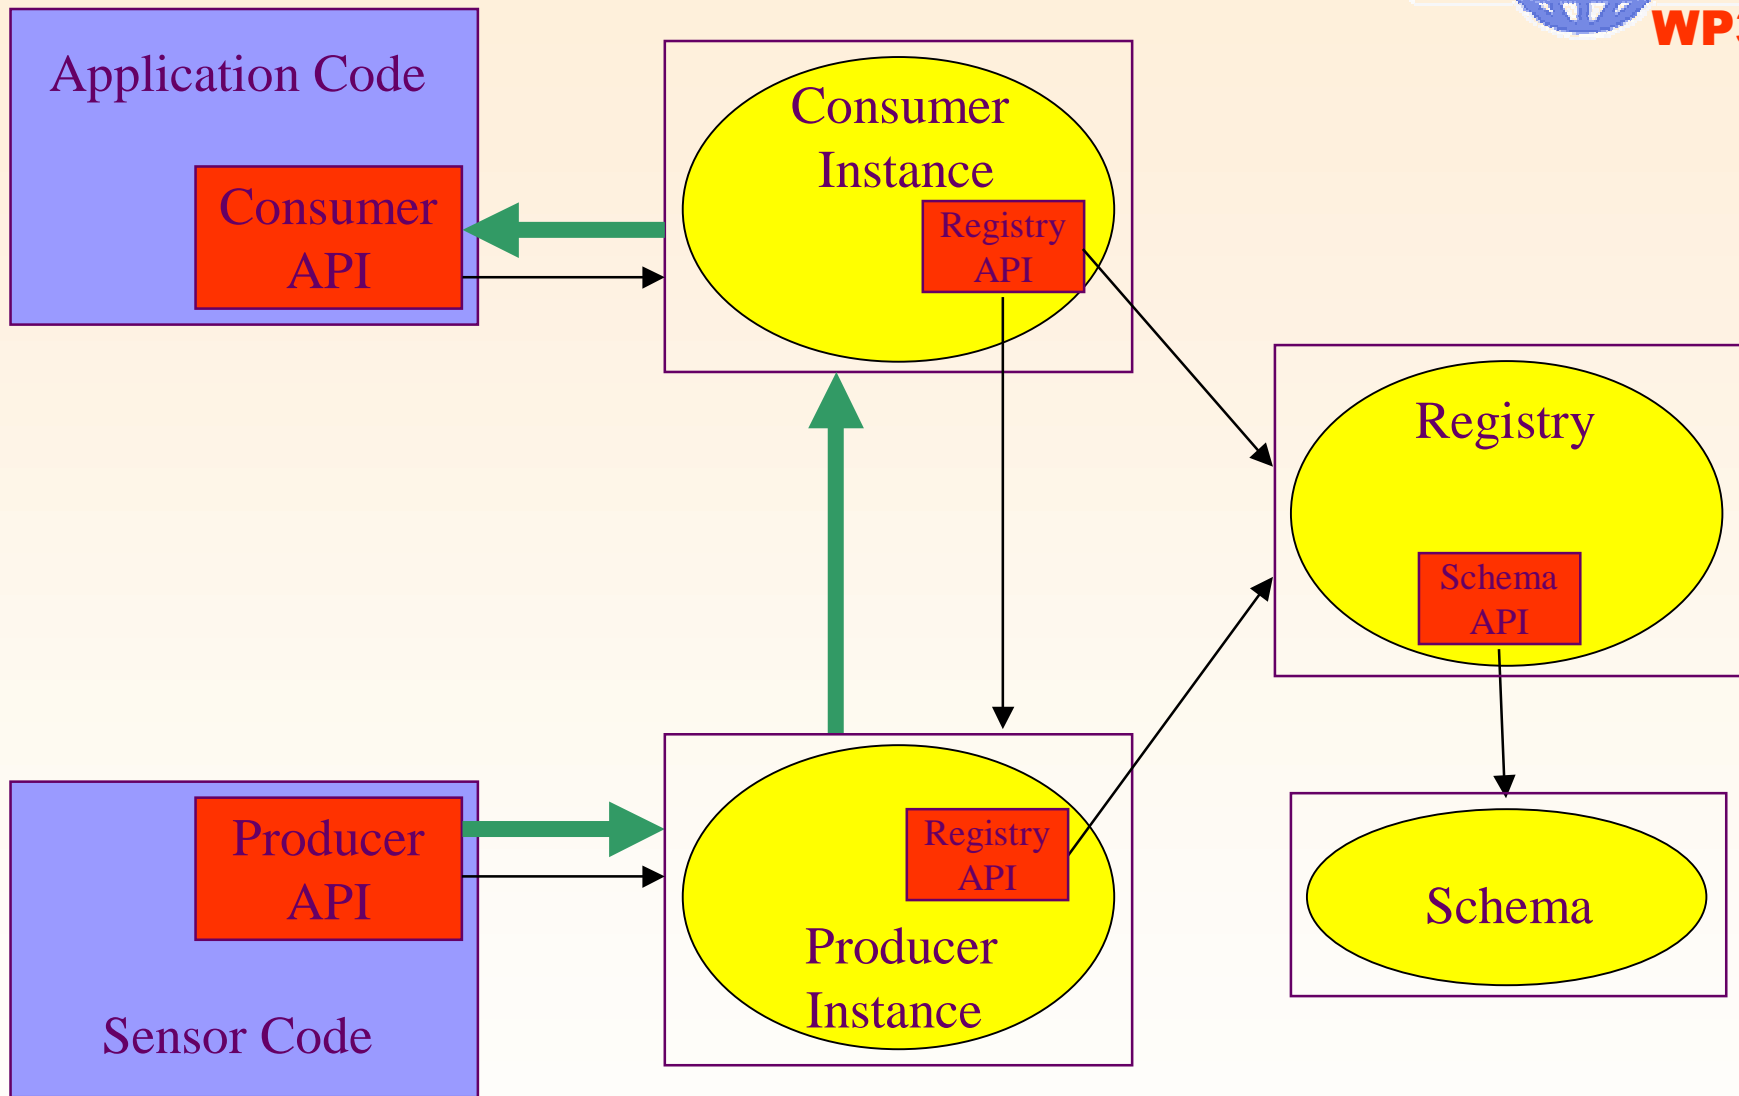 WP3
Application Code
Consumer
API
Consumer
Instance
Registry
API
Registry
Schema
API
Producer
API
Sensor Code
Registry
API
Producer
Instance
Schema